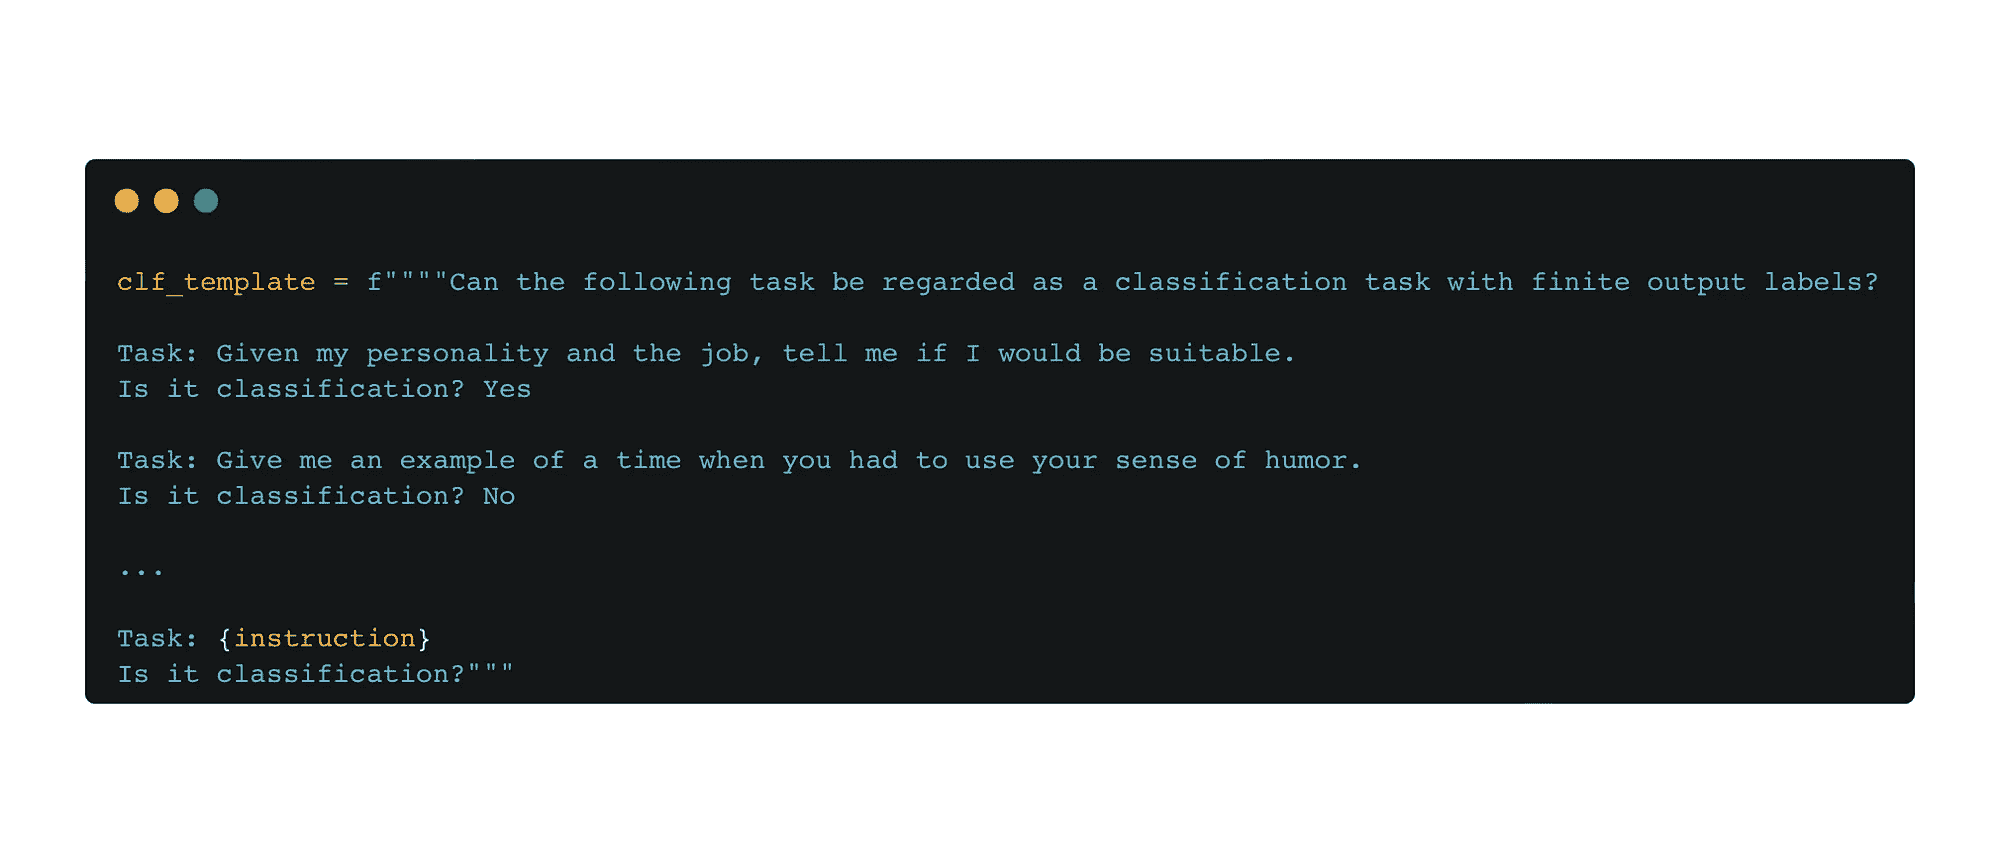 clf_template = f""""Can the following task be regarded as a classification task with finite output labels?
Task: Given my personality and the job, tell me if I would be suitable.
Is it classification? Yes
Task: Give me an example of a time when you had to use your sense of humor.
Is it classification? No
...
Task: {instruction}
Is it classification?"""